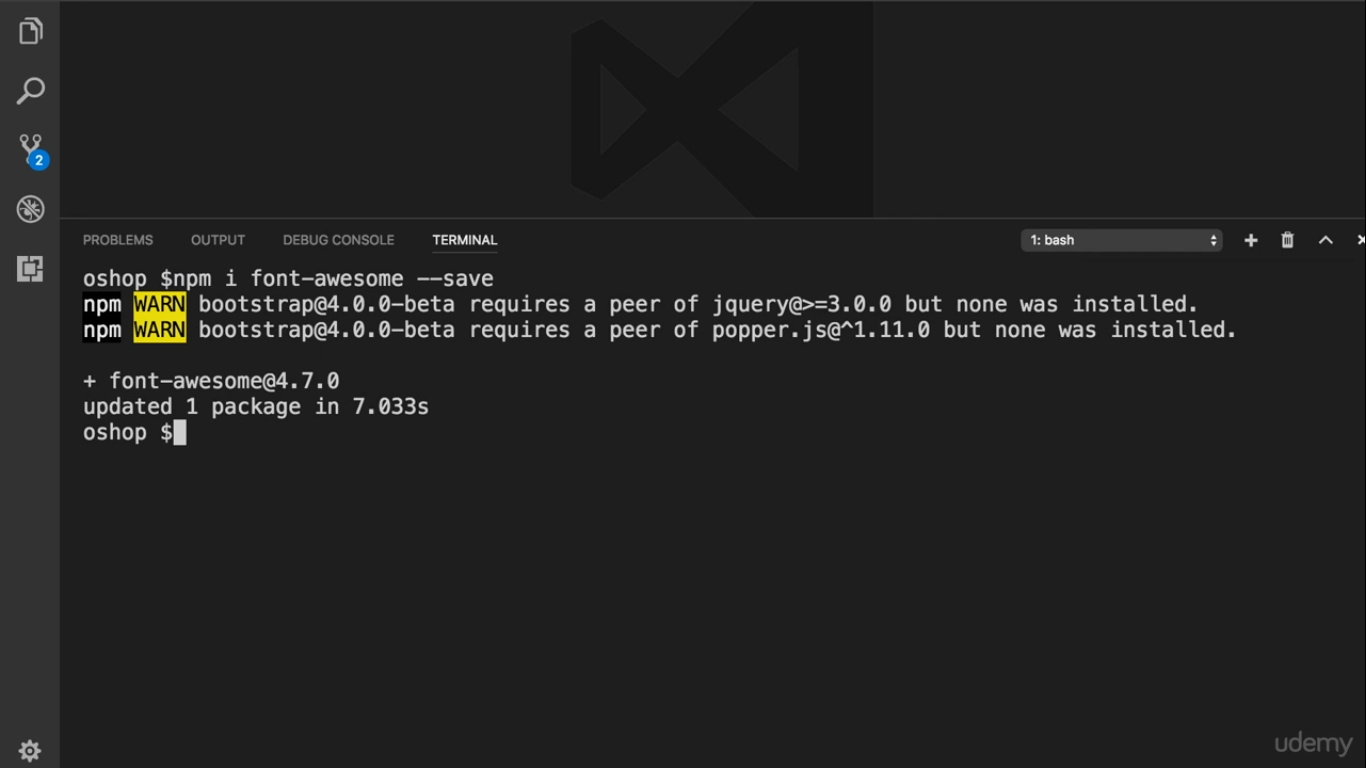 2
PROBLEMS OUTPUT DEBUG CONSOLE TERMINAL 1: bash
oshop $npm i font-awesome --save
npm WARN bootstrap@4.0.0-beta requires a peer of jquery@>=3.0.0 but none was installed.
npm WARN bootstrap@4.0.0-beta requires a peer of popper.js@^1.11.0 but none was installed.
+ font-awesome@4.7.0
updated 1 package in 7.033s
oshop $
udemy